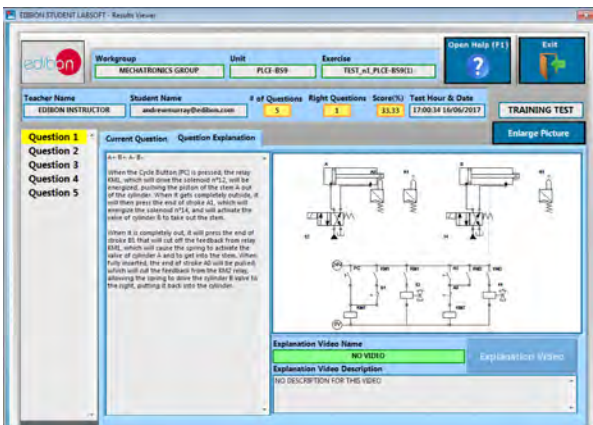 EDIBON STUDENT LABSOFT - Results Viewer
edibon
Workgroup
MECHATRONICS GROUP
Unit
PLCE-B59
Exercise
TEST_n1_PLCE-B59(1)
Open Help (F1)
?
Exit
Teacher Name
EDIBON INSTRUCTOR
Student Name
andrewmurray@edibon.com
# of Questions
5
Right Questions
1
Score(%)
33.33
Test Hour & Date
17:00:34 16/06/2017
TRAINING TEST
Enlarge Picture
Question 1
Question 2
Question 3
Question 4
Question 5
Current Question
Question Explanation
A+ B+ A- B-
When the Cycle Button (PC) is pressed, the relay
KM1, which will drive the solenoid nº12, will be
energized, pushing the piston of the stem A out
of the cylinder. When it gets completely outside, it
will then press the end of stroke A1, which will
energize the solenoid nº14, and will activate the
valve of cylinder B to take out the stem.
When it is completely out, it will press the end of
stroke B1 that will cut off the feedback from relay
KM1, which will cause the spring to activate the
valve of cylinder A and to get into the stem. When
fully inserted, the end of stroke A0 will be pulsed,
which will cut the feedback from the KM2 relay,
allowing the spring to drive the cylinder B valve to
the right, putting it back into the cylinder.
A
B
PC
KM1
KM1
KM2
KM2
Explanation Video Name
NO VIDEO
Explanation Video
Explanation Video Description
NO DESCRIPTION FOR THIS VIDEO